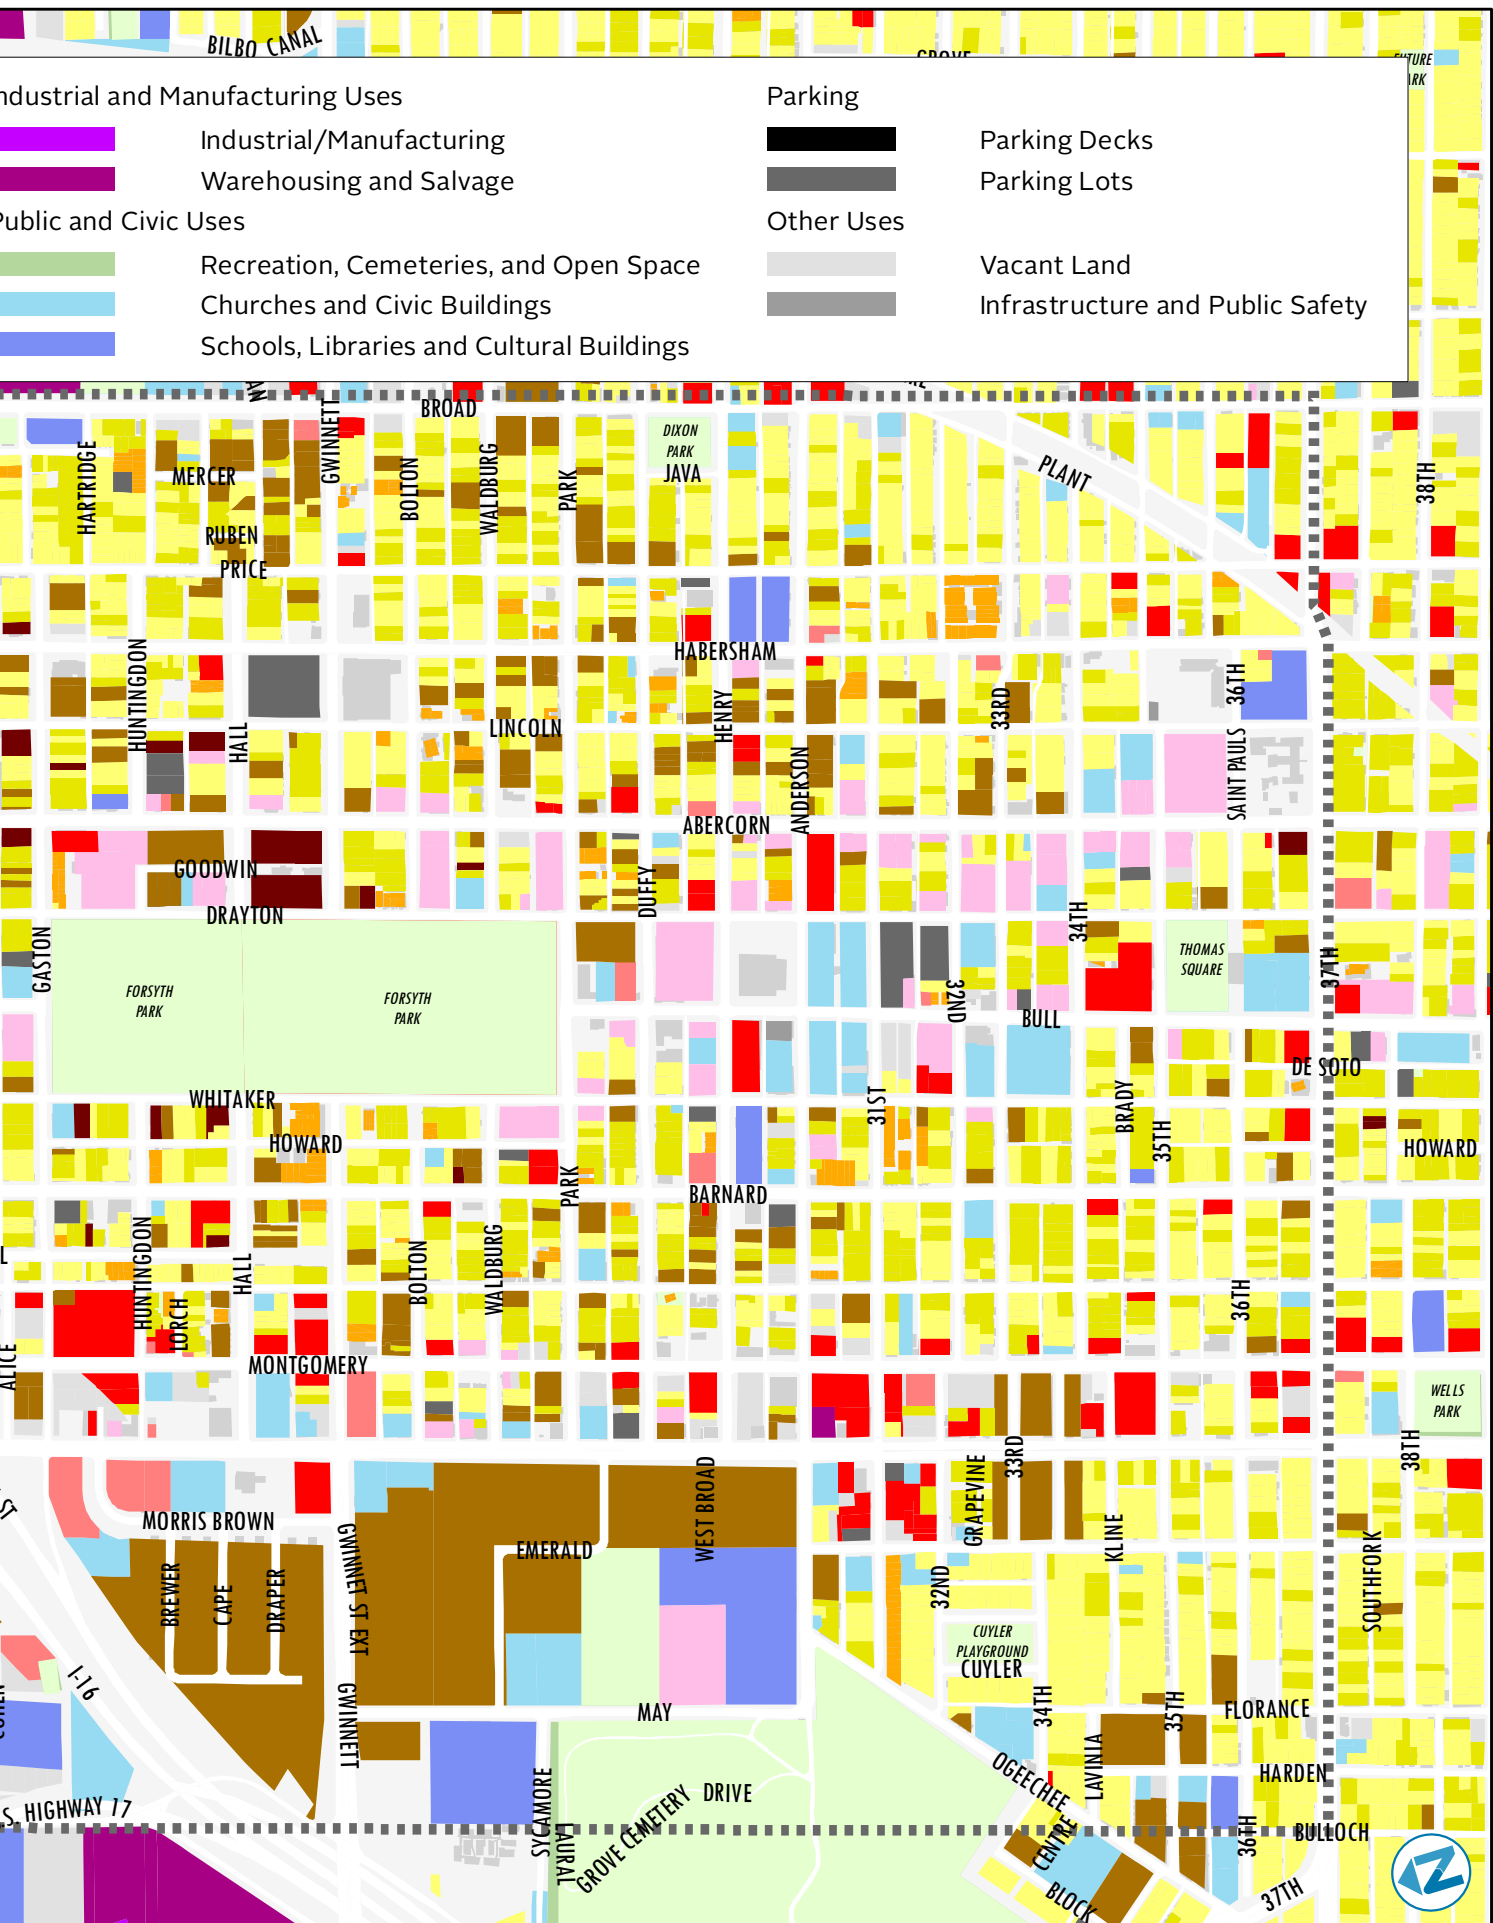 BILBO CANAL
GROVE
ndustrial and Manufacturing Uses
Industrial/Manufacturing
Warehousing and Salvage
Public and Civic Uses
Recreation, Cemeteries, and Open Space
Churches and Civic Buildings
Schools, Libraries and Cultural Buildings
Parking
Parking Decks
Parking Lots
Other Uses
Vacant Land
Infrastructure and Public Safety
BROAD
GWINNETT
DIXON
PARK
JAVA
HARTRIDGE
MERCER
BOLTON
WALDBURG
PARK
PLANT
38TH
RUBEN
PRICE
HABERSHAM
HUNTINGDON
HALL
LINCOLN
HENRY
33RD
36TH
ANDERSON
SAINT PAULS
ABERCORN
GOODWIN
DUFFY
DRAYTON
34TH
GASTON
FORSYTH
PARK
FORSYTH
PARK
THOMAS
SQUARE
37TH
32ND
BULL
DE SOTO
WHITAKER
31ST
BRADY
35TH
HOWARD
HOWARD
PARK
BARNARD
HUNTINGDON
HALL
BOLTON
WALDBURG
36TH
LORCH
ALICE
MONTGOMERY
WELLS
PARK
38TH
33RD
GRAPEVINE
WEST BROAD
ST
MORRIS BROWN
EMERALD
KLINE
SOUTHFORK
BREWER
CAPE
DRAPER
GWINNET ST EXT
32ND
CUYLER
PLAYGROUND
CUYLER
I-16
GWINNETT
MAY
34TH
35TH
FLORANCE
LAVINIA
OGEECHEE
HARDEN
DRIVE
S. HIGHWAY 17
SYCAMORE
LAURAL
GROVE CEMETERY
CENTRE
36TH
BULLOCH
BLOCK
37TH
Z